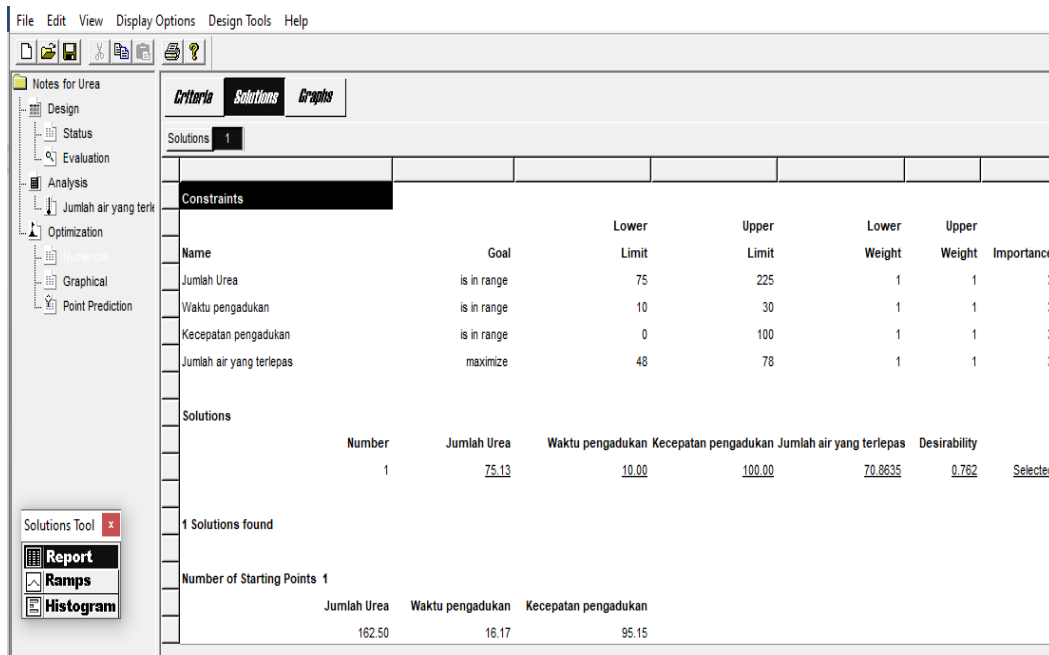 File Edit View Display Options Design Tools Help
Notes for Urea
Design
Status
Evaluation
Analysis
Jumlah air yang terle
Optimization
Numerical
Graphical
Point Prediction
Criteria Solutions Graphs
Solutions 1
Constraints
Lower Upper Lower Upper
Name Goal Limit Limit Weight Weight Importance
Jumlah Urea is in range 75 225 1 1
Waktu pengadukan is in range 10 30 1 1
Kecepatan pengadukan is in range 0 100 1 1
Jumlah air yang terlepas maximize 48 78 1 1
Solutions
Number Jumlah Urea Waktu pengadukan Kecepatan pengadukan Jumlah air yang terlepas Desirability
1 75.13 10.00 100.00 70.8635 0.762 Selected
1 Solutions found
Number of Starting Points 1
Jumlah Urea Waktu pengadukan Kecepatan pengadukan
162.50 16.17 95.15
Solutions Tool x
Report
Ramps
Histogram